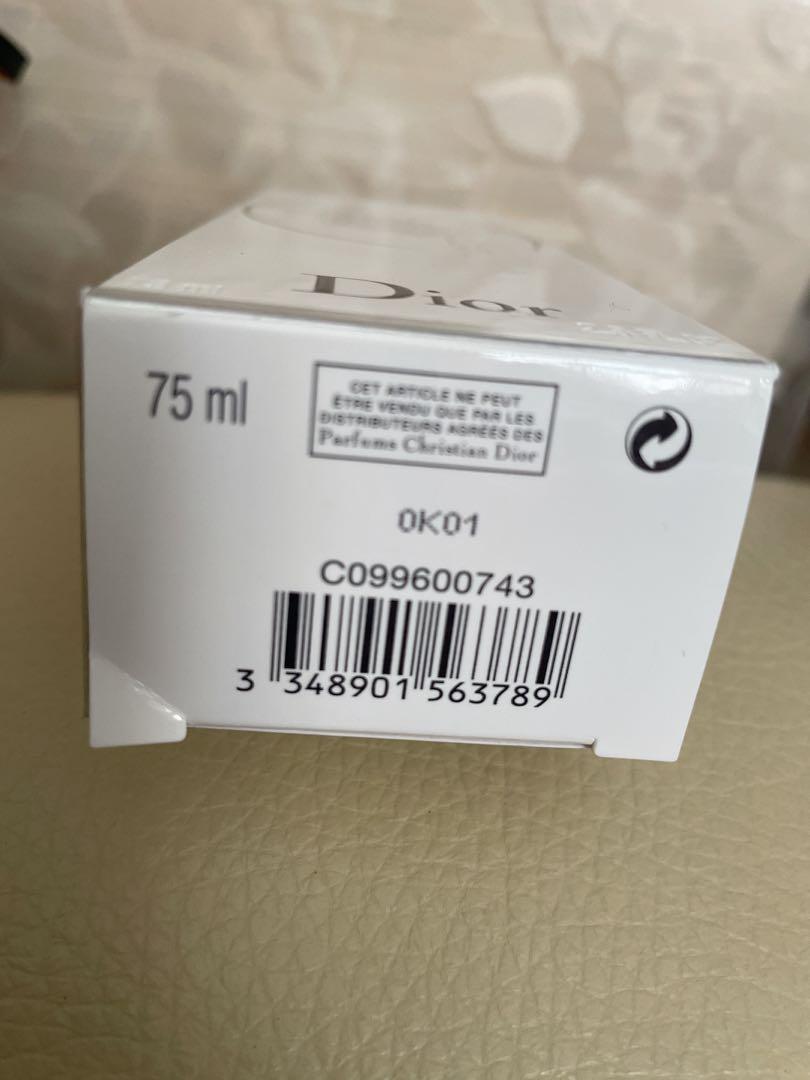 Dior
75 ml
CET ARTICLE NE PEUT
ÊTRE VENDU QUE PAR LES
DISTRIBUTEURS AGRÉÉS DES
Parfums Christian Dior
0K01
C099600743
3 348901 563789